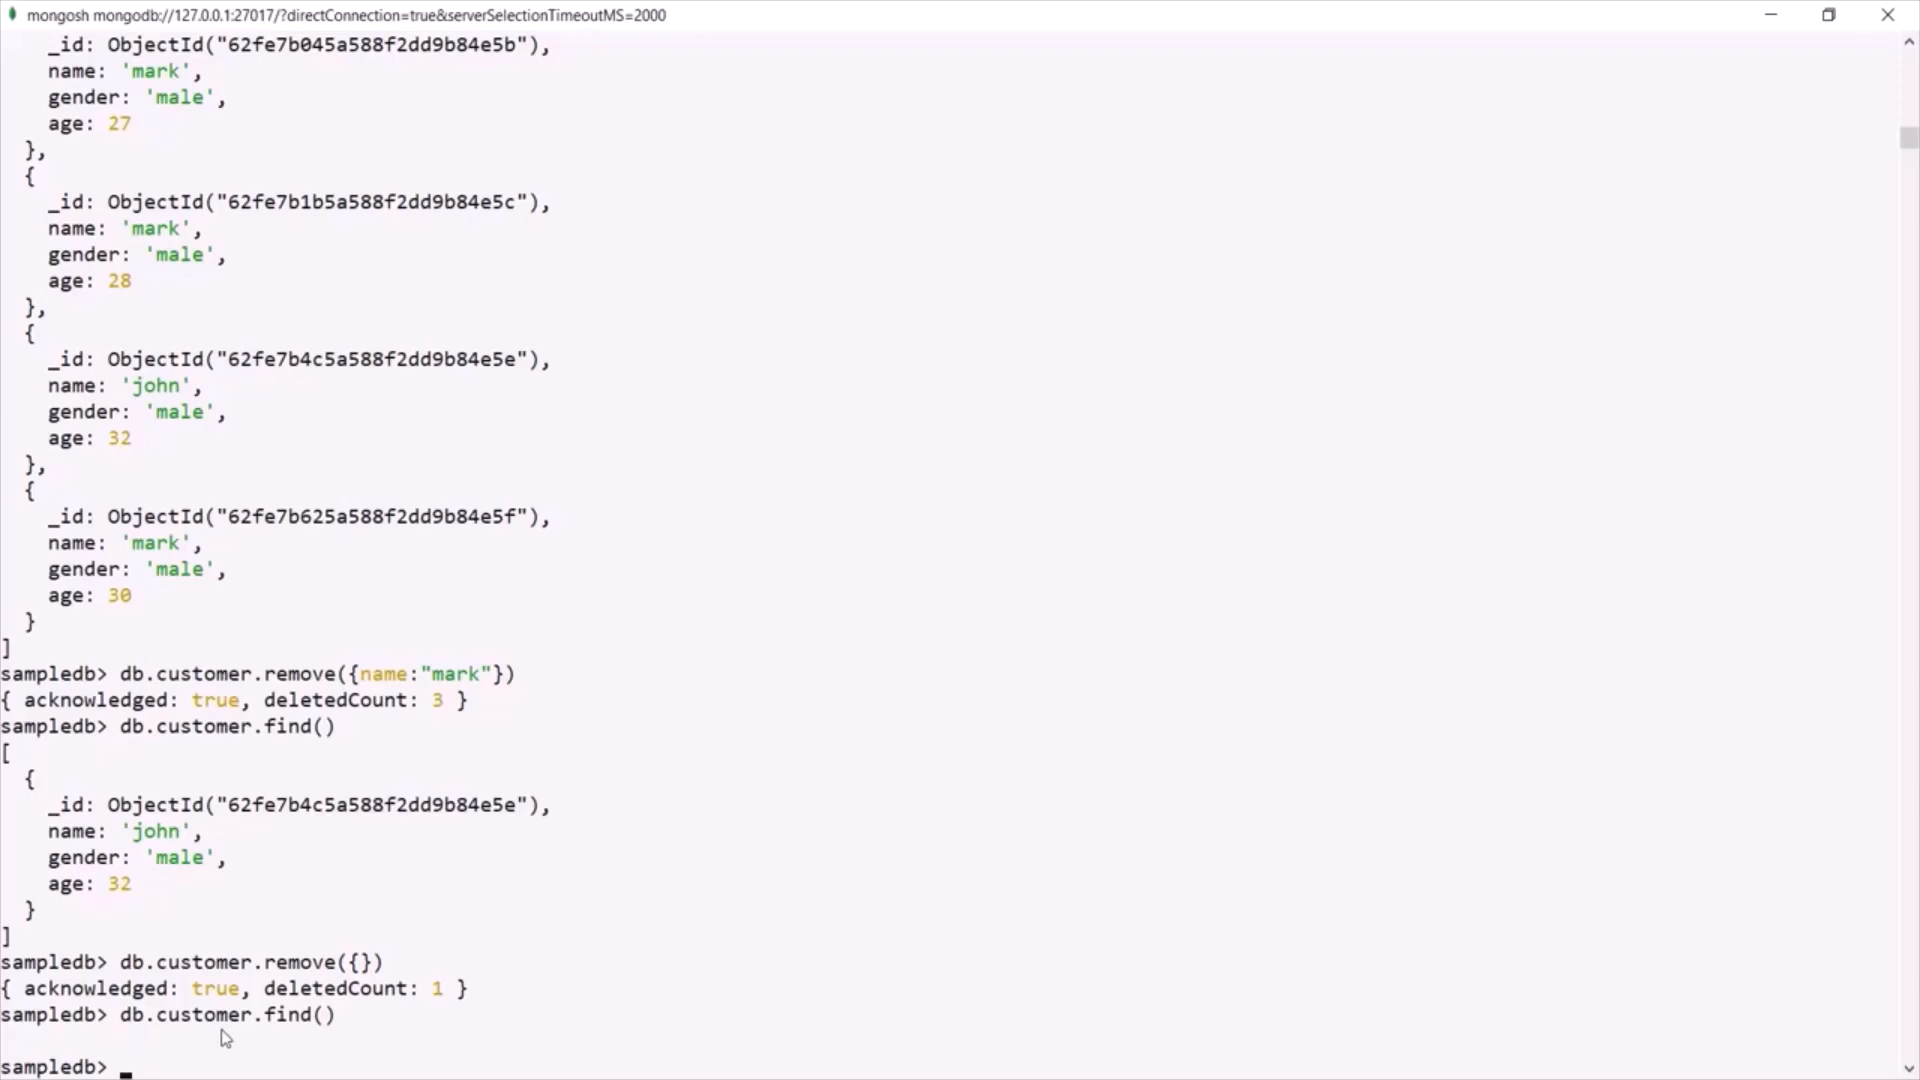 mongosh mongodb://127.0.0.1:27017/?directConnection=true&serverSelectionTimeoutMS=2000
_id: ObjectId("62fe7b045a588f2dd9b84e5b"),
name: 'mark',
gender: 'male',
age: 27
},
{
_id: ObjectId("62fe7b1b5a588f2dd9b84e5c"),
name: 'mark',
gender: 'male',
age: 28
},
{
_id: ObjectId("62fe7b4c5a588f2dd9b84e5e"),
name: 'john',
gender: 'male',
age: 32
},
{
_id: ObjectId("62fe7b625a588f2dd9b84e5f"),
name: 'mark',
gender: 'male',
age: 30
}
]
sampledb> db.customer.remove({name:"mark"})
{ acknowledged: true, deletedCount: 3 }
sampledb> db.customer.find()
[
{
_id: ObjectId("62fe7b4c5a588f2dd9b84e5e"),
name: 'john',
gender: 'male',
age: 32
}
]
sampledb> db.customer.remove({})
{ acknowledged: true, deletedCount: 1 }
sampledb> db.customer.find()
sampledb>